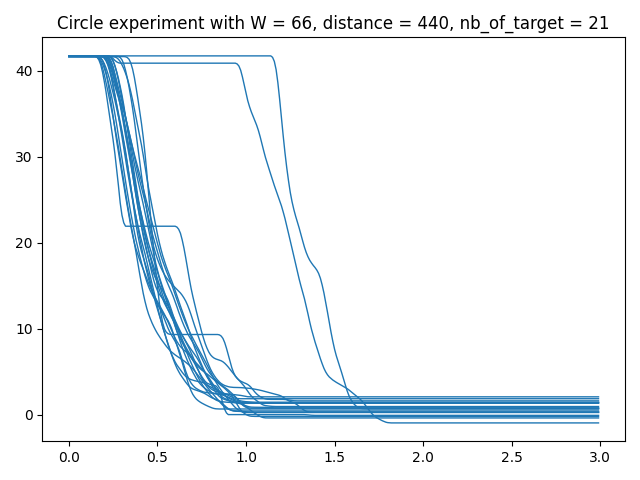 Circle experiment with W = 66, distance = 440, nb_of_target = 21
40
30
20
10
0
0.0 0.5 1.0 1.5 2.0 2.5 3.0